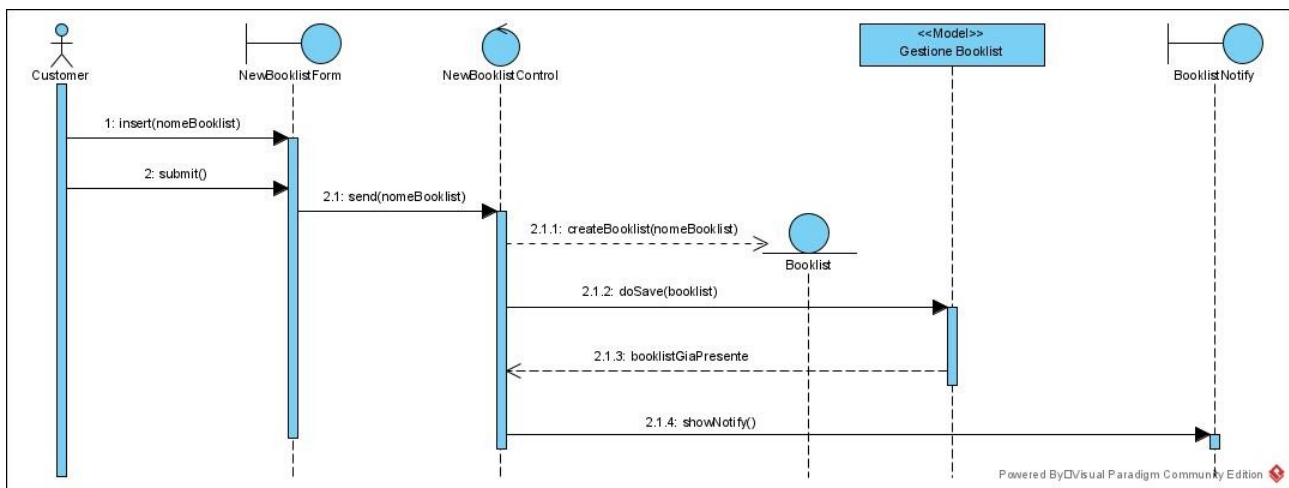 <<Model>>
Gestione Booklist
Customer
NewBooklistForm
NewBooklistControl
BooklistNotify
1: insert(nomeBooklist)
2: submit()
2.1: send(nomeBooklist)
2.1.1: createBooklist(nomeBooklist)
Booklist
2.1.2: doSave(booklist)
2.1.3: booklistGiaPresente
2.1.4: showNotify()
Powered By□Visual Paradigm Community Edition